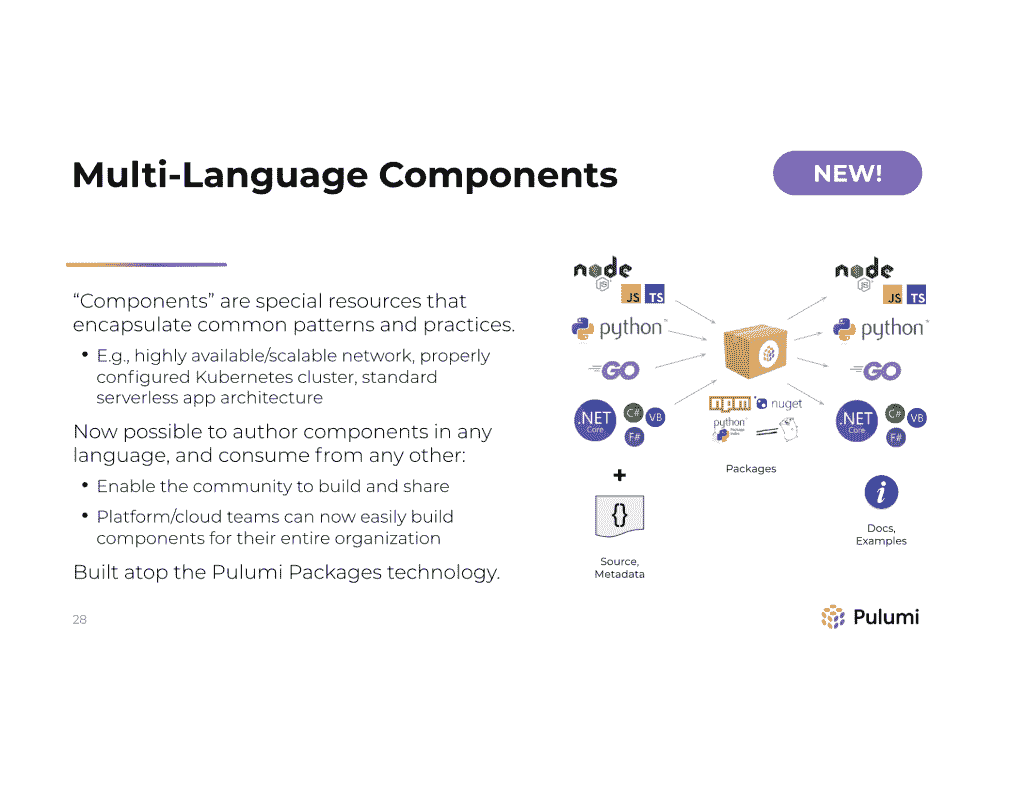 Multi-Language Components
NEW!
“Components” are special resources that
encapsulate common patterns and practices.
• E.g., highly available/scalable network, properly
configured Kubernetes cluster, standard
serverless app architecture
Now possible to author components in any
language, and consume from any other:
• Enable the community to build and share
• Platform/cloud teams can now easily build
components for their entire organization
Built atop the Pulumi Packages technology.
node
JS
JS TS
python™
GO
.NET
Core
C# VB
F#
+
{}
Source,
Metadata
npm nuget
python
Package
Index
Packages
node
JS
JS TS
python™
GO
.NET
Core
C# VB
F#
i
Docs,
Examples
28
Pulumi